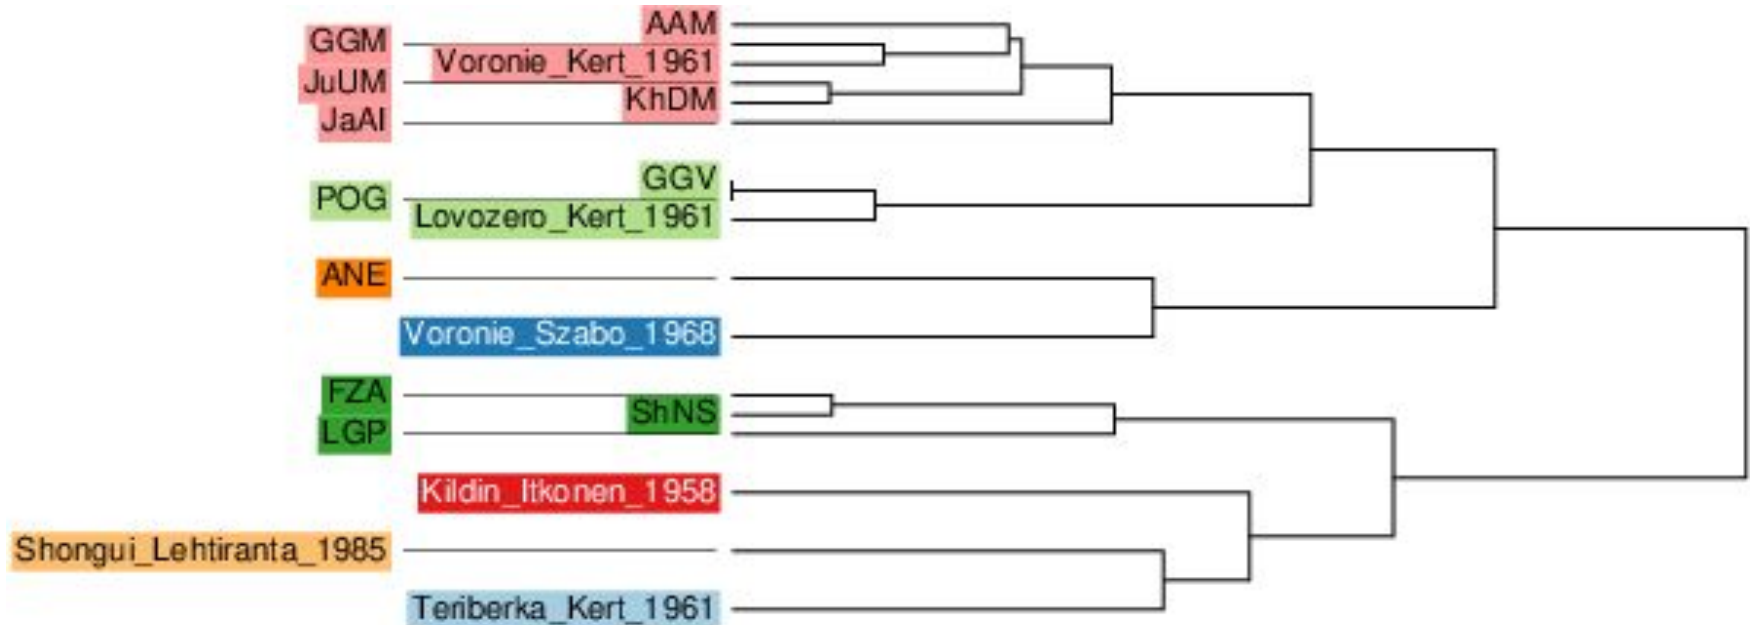 AAM
GGM
Voronie_Kert_1961
JuUM
KhDM
JaAI
GGV
POG
Lovozero_Kert_1961
ANE
Voronie_Szabo_1968
FZA
ShNS
LGP
Kildin_Itkonen_1958
Shongui_Lehtiranta_1985
Teriberka_Kert_1961